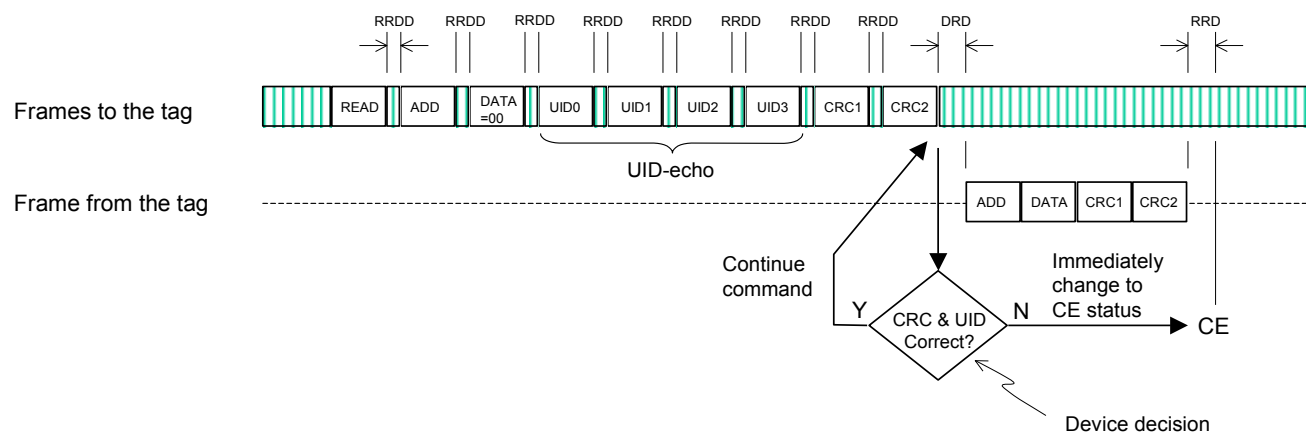 RRDD RRDD RRDD RRDD RRDD RRDD RRDD RRDD DRD RRD
Frames to the tag
READ ADD DATA =00 UID0 UID1 UID2 UID3 CRC1 CRC2
UID-echo
Frame from the tag
ADD DATA CRC1 CRC2
Continue
command
Immediately
change to
CE status
Y
CRC & UID
Correct?
N
CE
Device decision